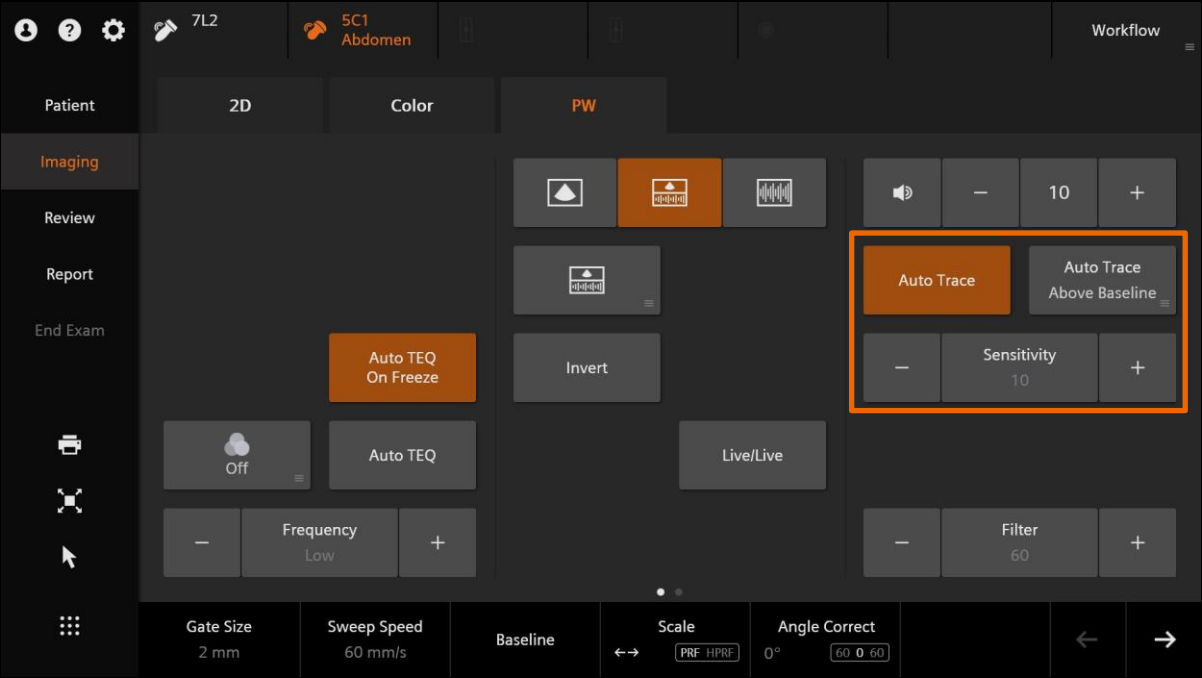 7L2
5C1
Abdomen
Workflow
Patient
2D
Color
PW
Imaging
− 10 +
Review
Report
Auto Trace
Auto Trace
Above Baseline
End Exam
Auto TEQ
On Freeze
Invert
− Sensitivity +
10
Off
Auto TEQ
Live/Live
− Frequency +
Low
− Filter +
60
Gate Size
2 mm
Sweep Speed
60 mm/s
Baseline
Scale
PRF HPRF
Angle Correct
0° 60 0 60